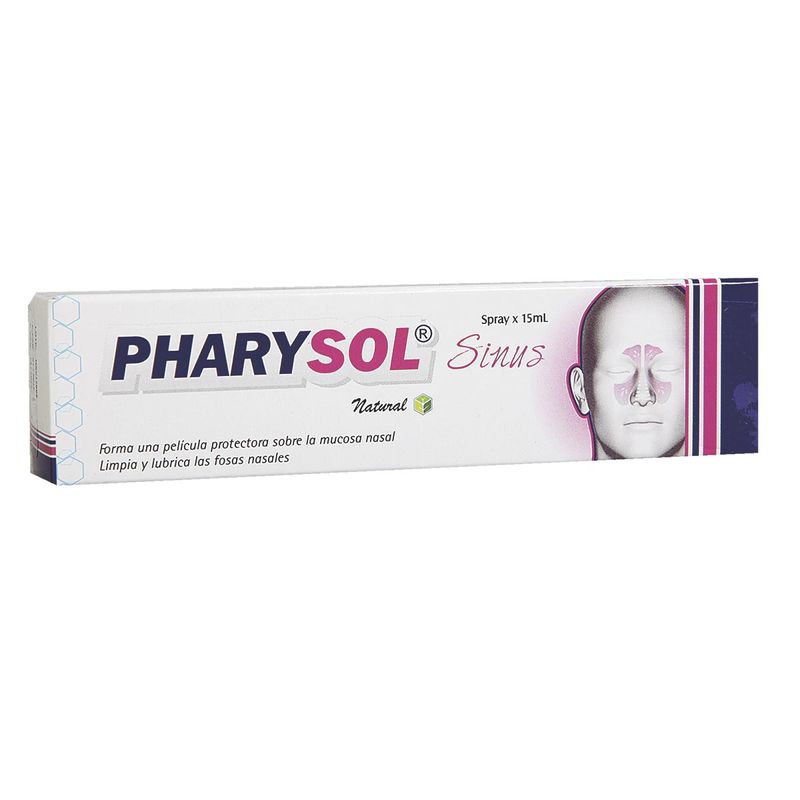 PHARYSOL®
Spray x 15mL
Sinus
Natural
Forma una película protectora sobre la mucosa nasal
Limpia y lubrica las fosas nasales